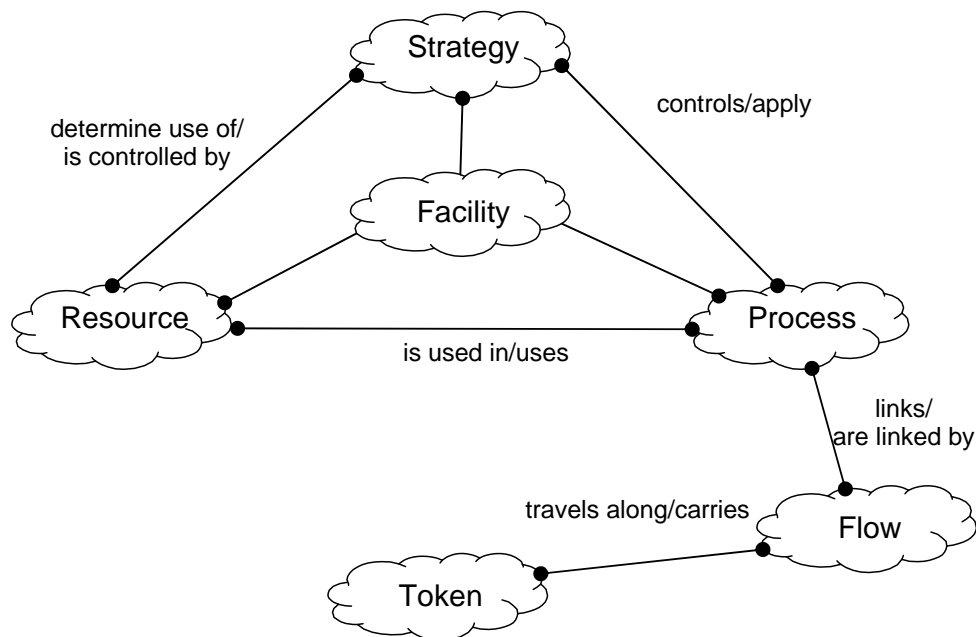 Strategy
controls/apply
determine use of/
is controlled by
Facility
Resource
Process
is used in/uses
links/
are linked by
travels along/carries
Flow
Token